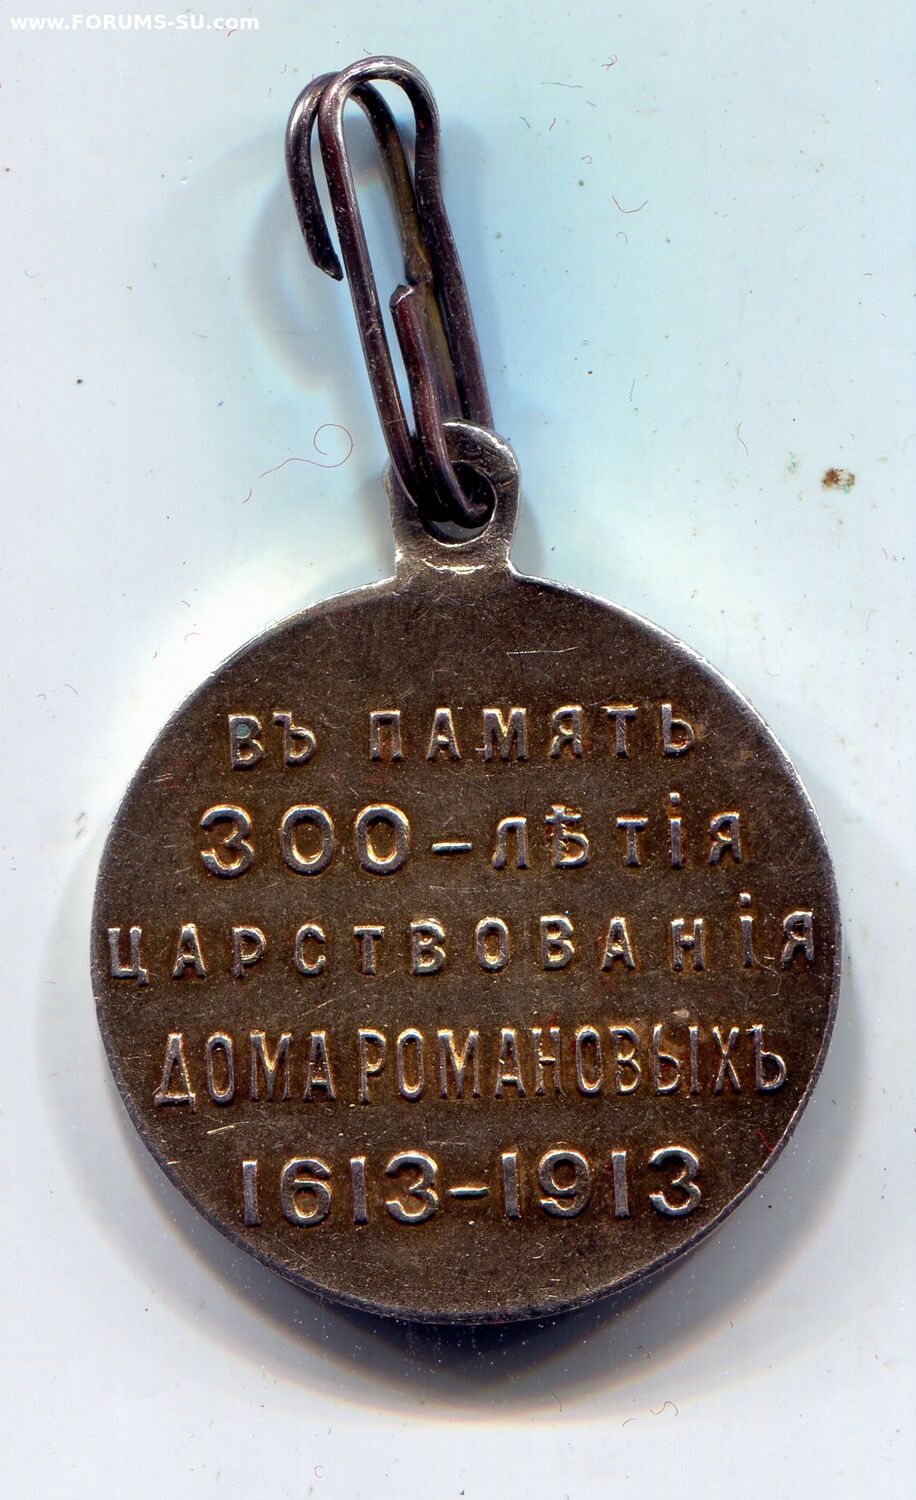 www.FORUMS-SU.com
ВЪ ПАМЯТЬ
300-ЛѢТІЯ
ЦАРСТВОВАНІЯ
ДОМА РОМАНОВЫХЪ
1613-1913